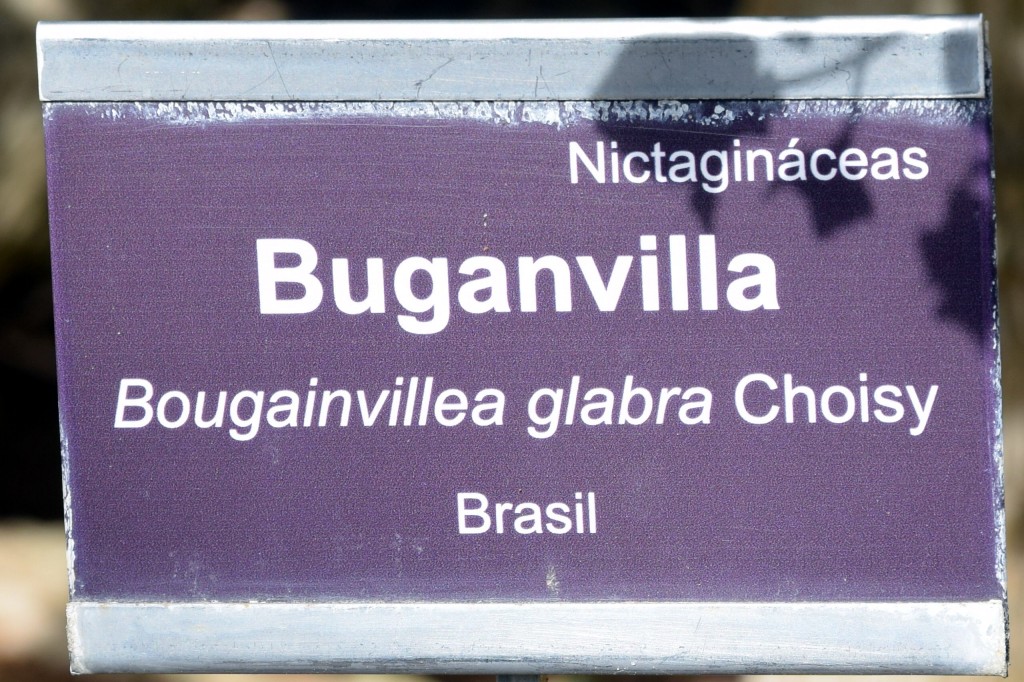 Nictagináceas
Buganvilla
Bougainvillea glabra Choisy
Brasil